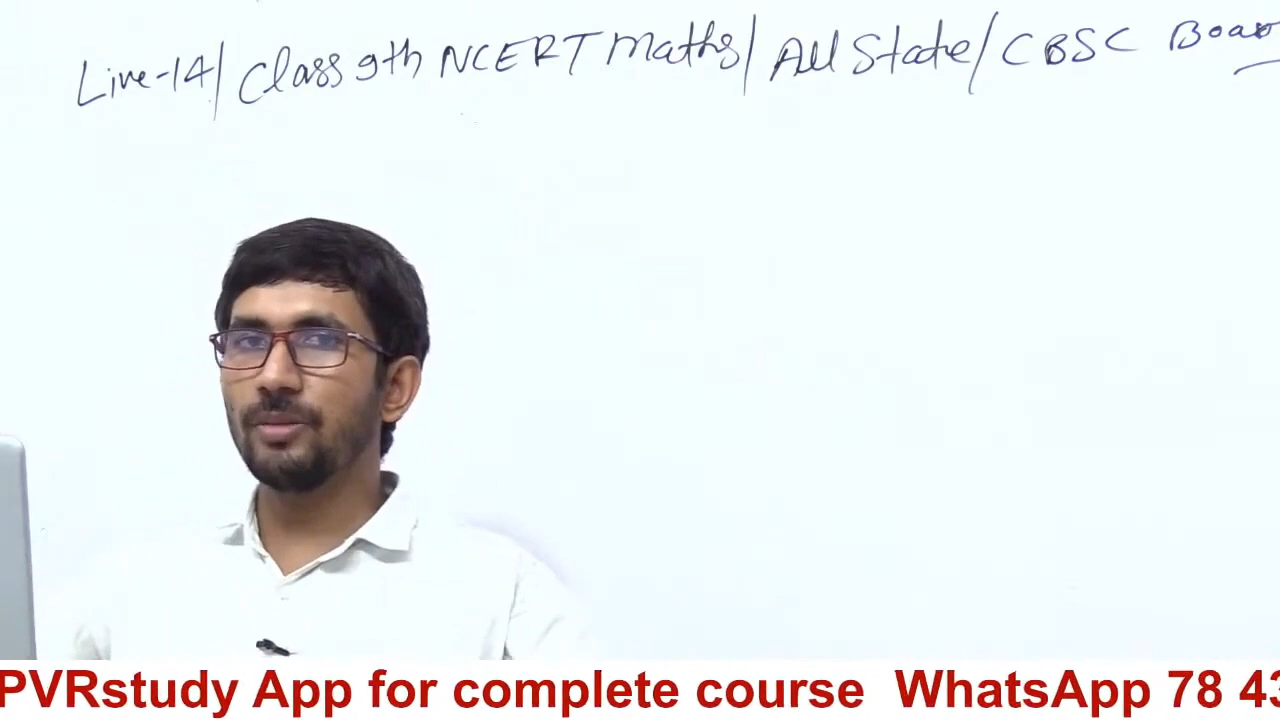 Live-14/ Class 9th NCERT Maths/ All State/ CBSC Boar
PVRstudy App for complete course WhatsApp 78 43